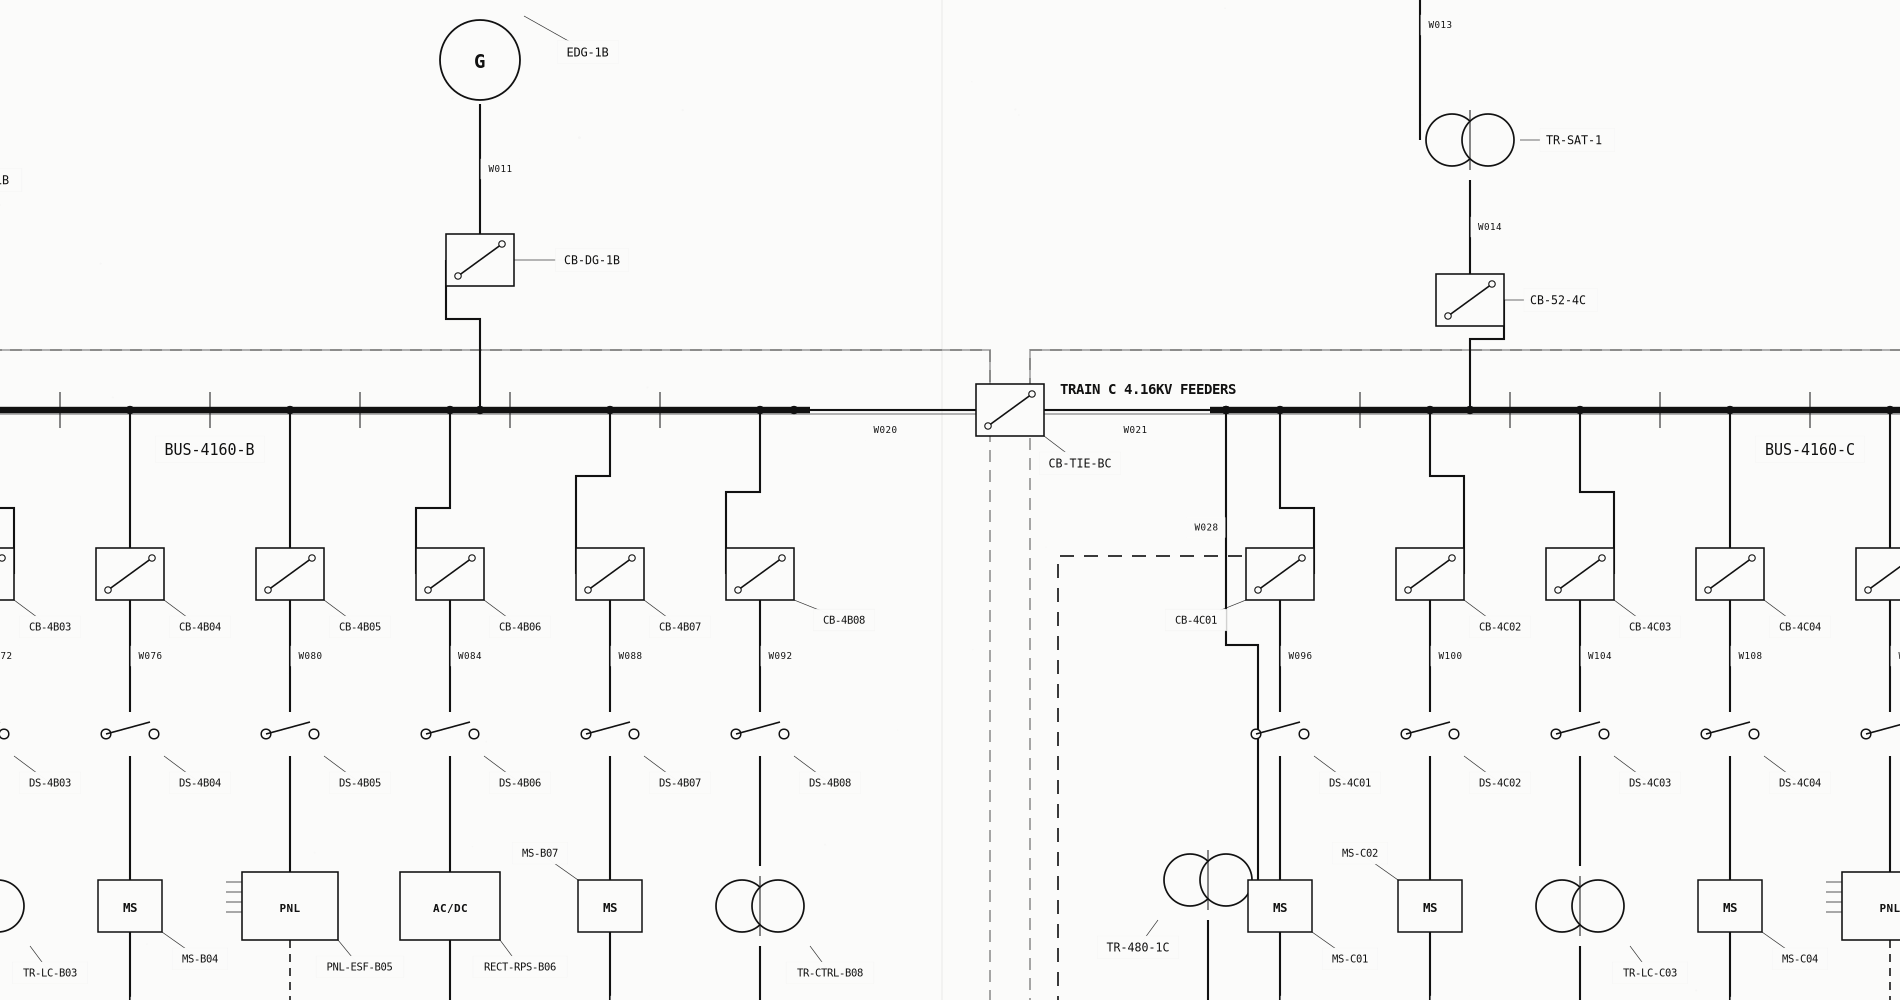 W013
G
EDG-1B
TR-SAT-1
W011
W014
CB-DG-1B
CB-52-4C
TRAIN C 4.16KV FEEDERS
W020
W021
BUS-4160-B
BUS-4160-C
CB-TIE-BC
W028
CB-4B03
CB-4B04
CB-4B05
CB-4B06
CB-4B07
CB-4B08
CB-4C01
CB-4C02
CB-4C03
CB-4C04
72
W076
W080
W084
W088
W092
W096
W100
W104
W108
DS-4B03
DS-4B04
DS-4B05
DS-4B06
DS-4B07
DS-4B08
DS-4C01
DS-4C02
DS-4C03
DS-4C04
MS-B07
MS-C02
MS
PNL
AC/DC
MS
MS
MS
MS
PNL
TR-480-1C
MS-B04
PNL-ESF-B05
RECT-RPS-B06
MS-C01
MS-C04
TR-LC-B03
TR-CTRL-B08
TR-LC-C03